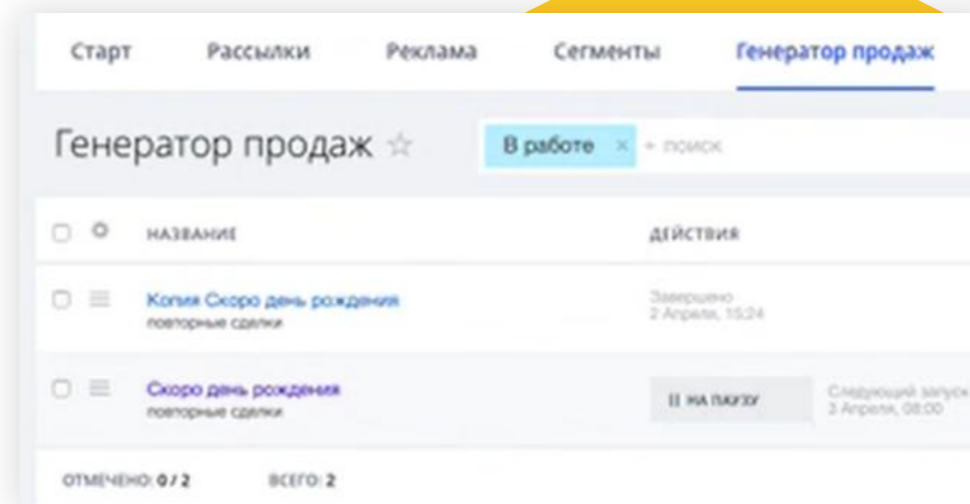 Старт Рассылки Реклама Сегменты Генератор продаж
Генератор продаж В работе × + поиск
НАЗВАНИЕ ДЕЙСТВИЯ
Копия Скоро день рождения
повторные сделки
Завершено
2 Апреля, 15:24
Скоро день рождения
повторные сделки
НА ПАУЗУ
Следующий запуск
3 Апреля, 08:00
ОТМЕЧЕНО: 0 / 2 ВСЕГО: 2